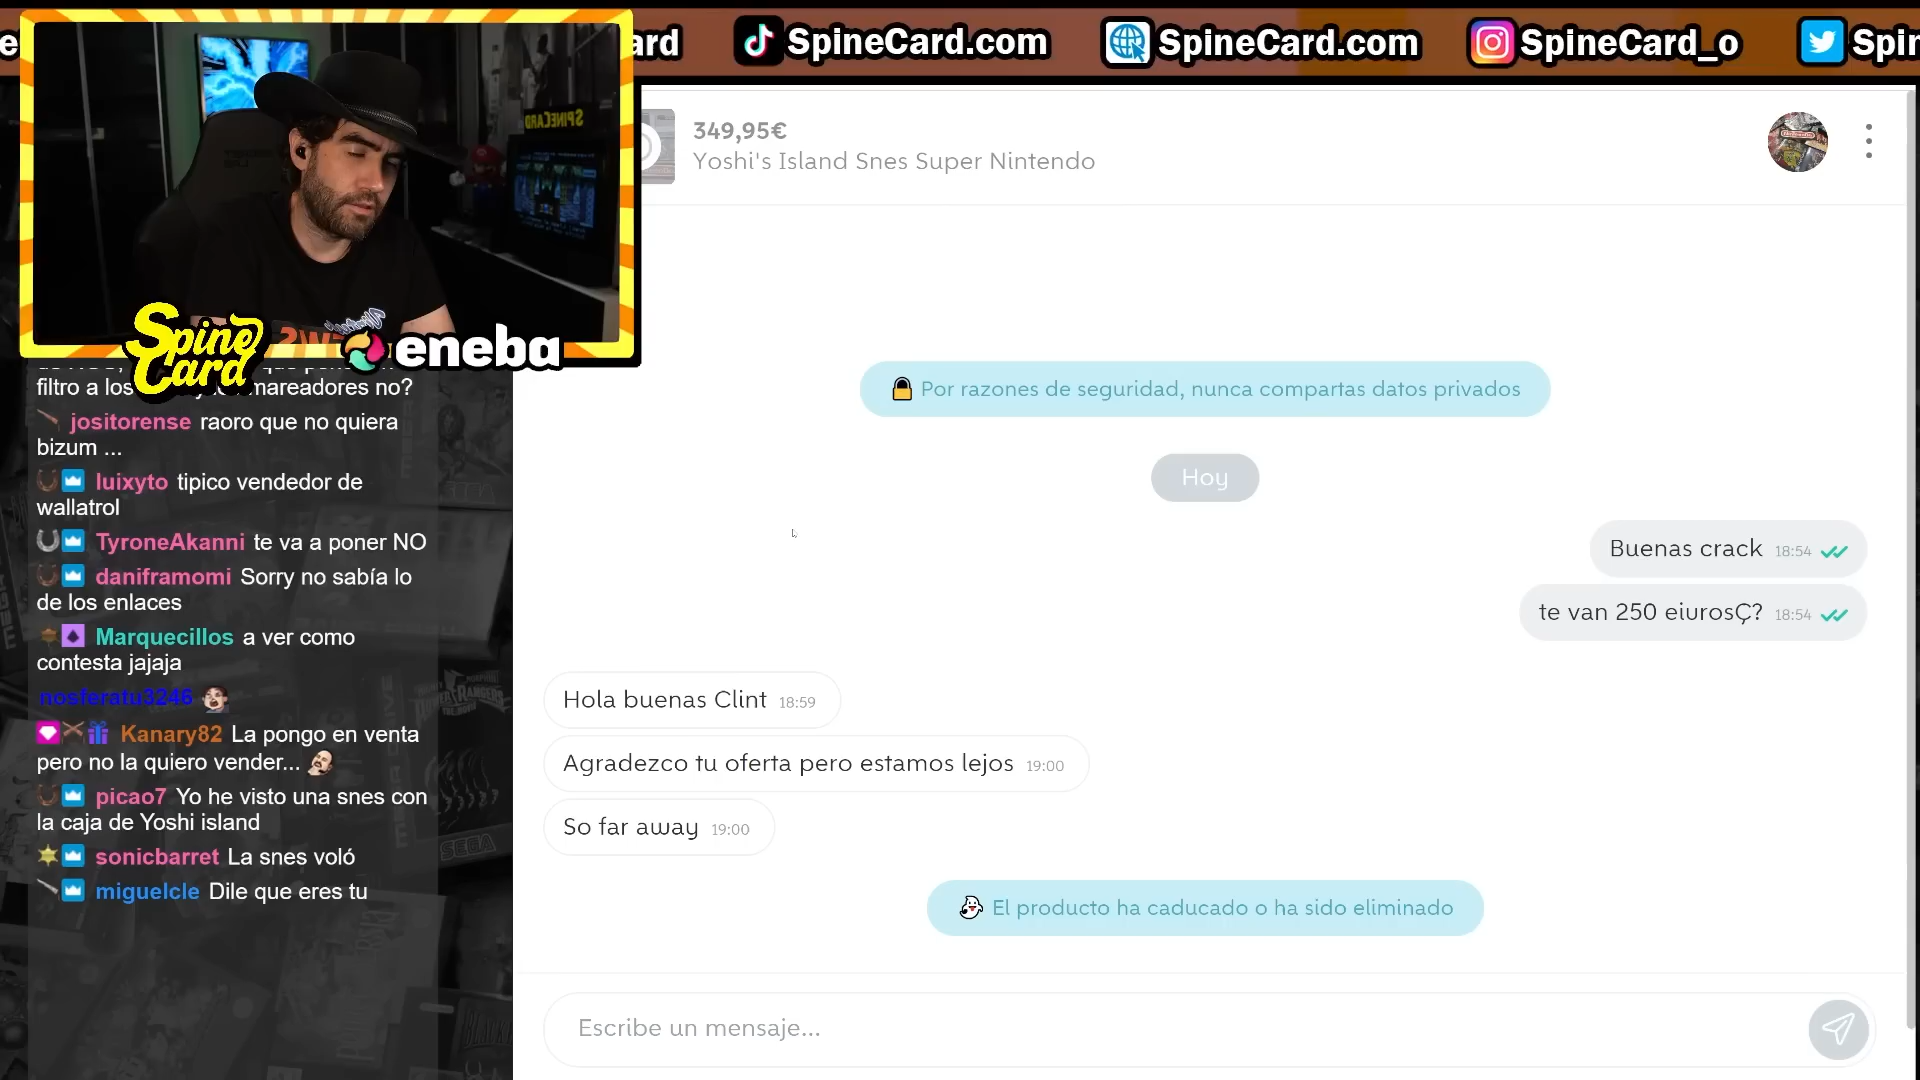 SpineCard.com
SpineCard.com
SpineCard_o
349,95€
Yoshi's Island Snes Super Nintendo
SPINECARD
Spine
Card
eneba
Por razones de seguridad, nunca compartas datos privados
Hoy
Buenas crack 18:54
te van 250 eiurosÇ? 18:54
Hola buenas Clint 18:59
Agradezco tu oferta pero estamos lejos 19:00
So far away 19:00
El producto ha caducado o ha sido eliminado
Escribe un mensaje...
filtro a los mareadores no?
jositorense raoro que no quiera
bizum ...
luixyto tipico vendedor de
wallatrol
TyroneAkanni te va a poner NO
daniframomi Sorry no sabía lo
de los enlaces
Marquecillos a ver como
contesta jajaja
nosferatu3246
Kanary82 La pongo en venta
pero no la quiero vender...
picao7 Yo he visto una snes con
la caja de Yoshi island
sonicbarret La snes voló
miguelcle Dile que eres tu